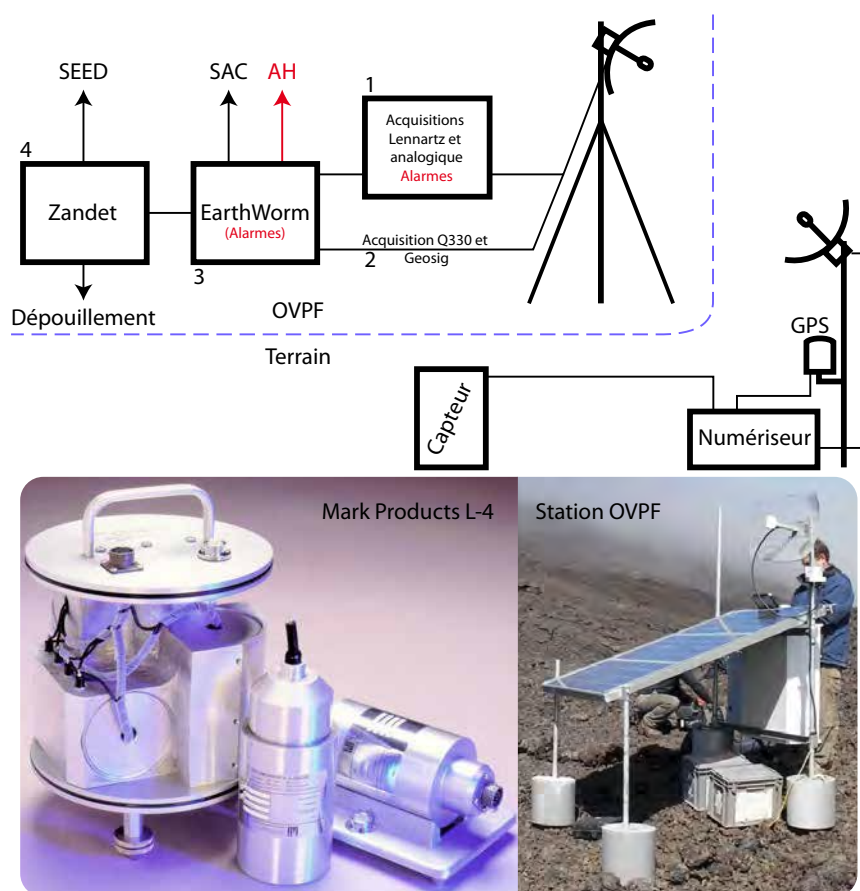 SEED
SAC
AH
1
Acquisitions
Lennartz et
analogique
Alarmes
4
Zandet
EarthWorm
(Alarmes)
3
Acquisition Q330 et
2
Geosig
Dépouillement
OVPF
Terrain
GPS
Capteur
Numériseur
Mark Products L-4
Station OVPF